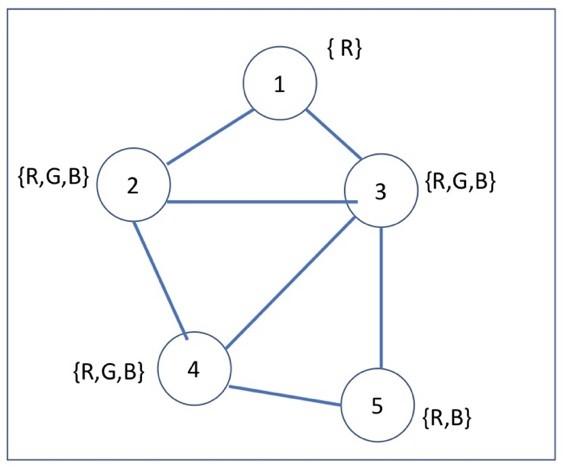 { R}
1
{R,G,B}
2
3
{R,G,B}
{R,G,B}
4
5
{R,B}